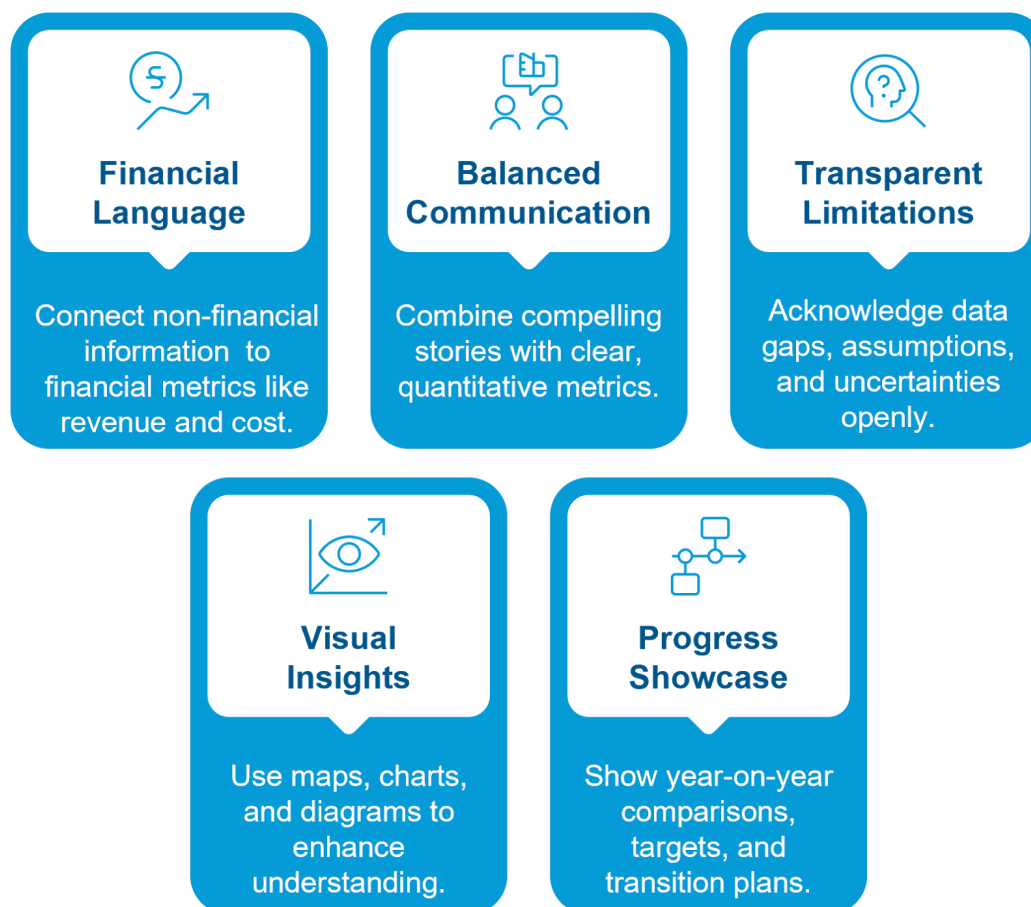 Financial
Language
Connect non-financial
information to
financial metrics like
revenue and cost.
Balanced
Communication
Combine compelling
stories with clear,
quantitative metrics.
Transparent
Limitations
Acknowledge data
gaps, assumptions,
and uncertainties
openly.
Visual
Insights
Use maps, charts,
and diagrams to
enhance
understanding.
Progress
Showcase
Show year-on-year
comparisons,
targets, and
transition plans.